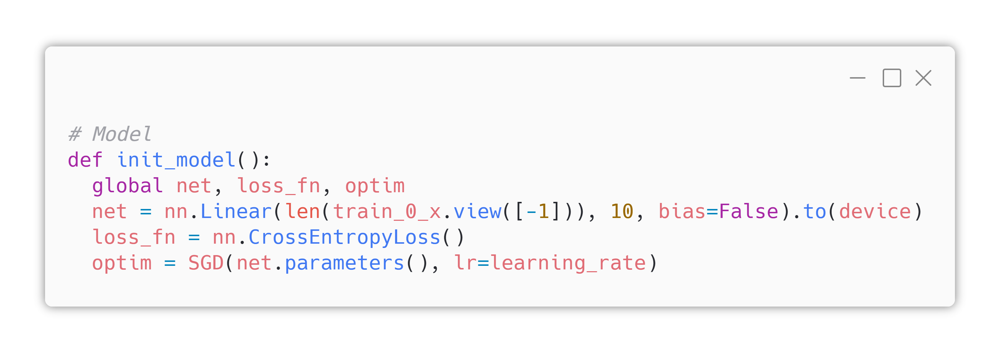 # Model
def init_model():
  global net, loss_fn, optim
  net = nn.Linear(len(train_0_x.view([-1])), 10, bias=False).to(device)
  loss_fn = nn.CrossEntropyLoss()
  optim = SGD(net.parameters(), lr=learning_rate)